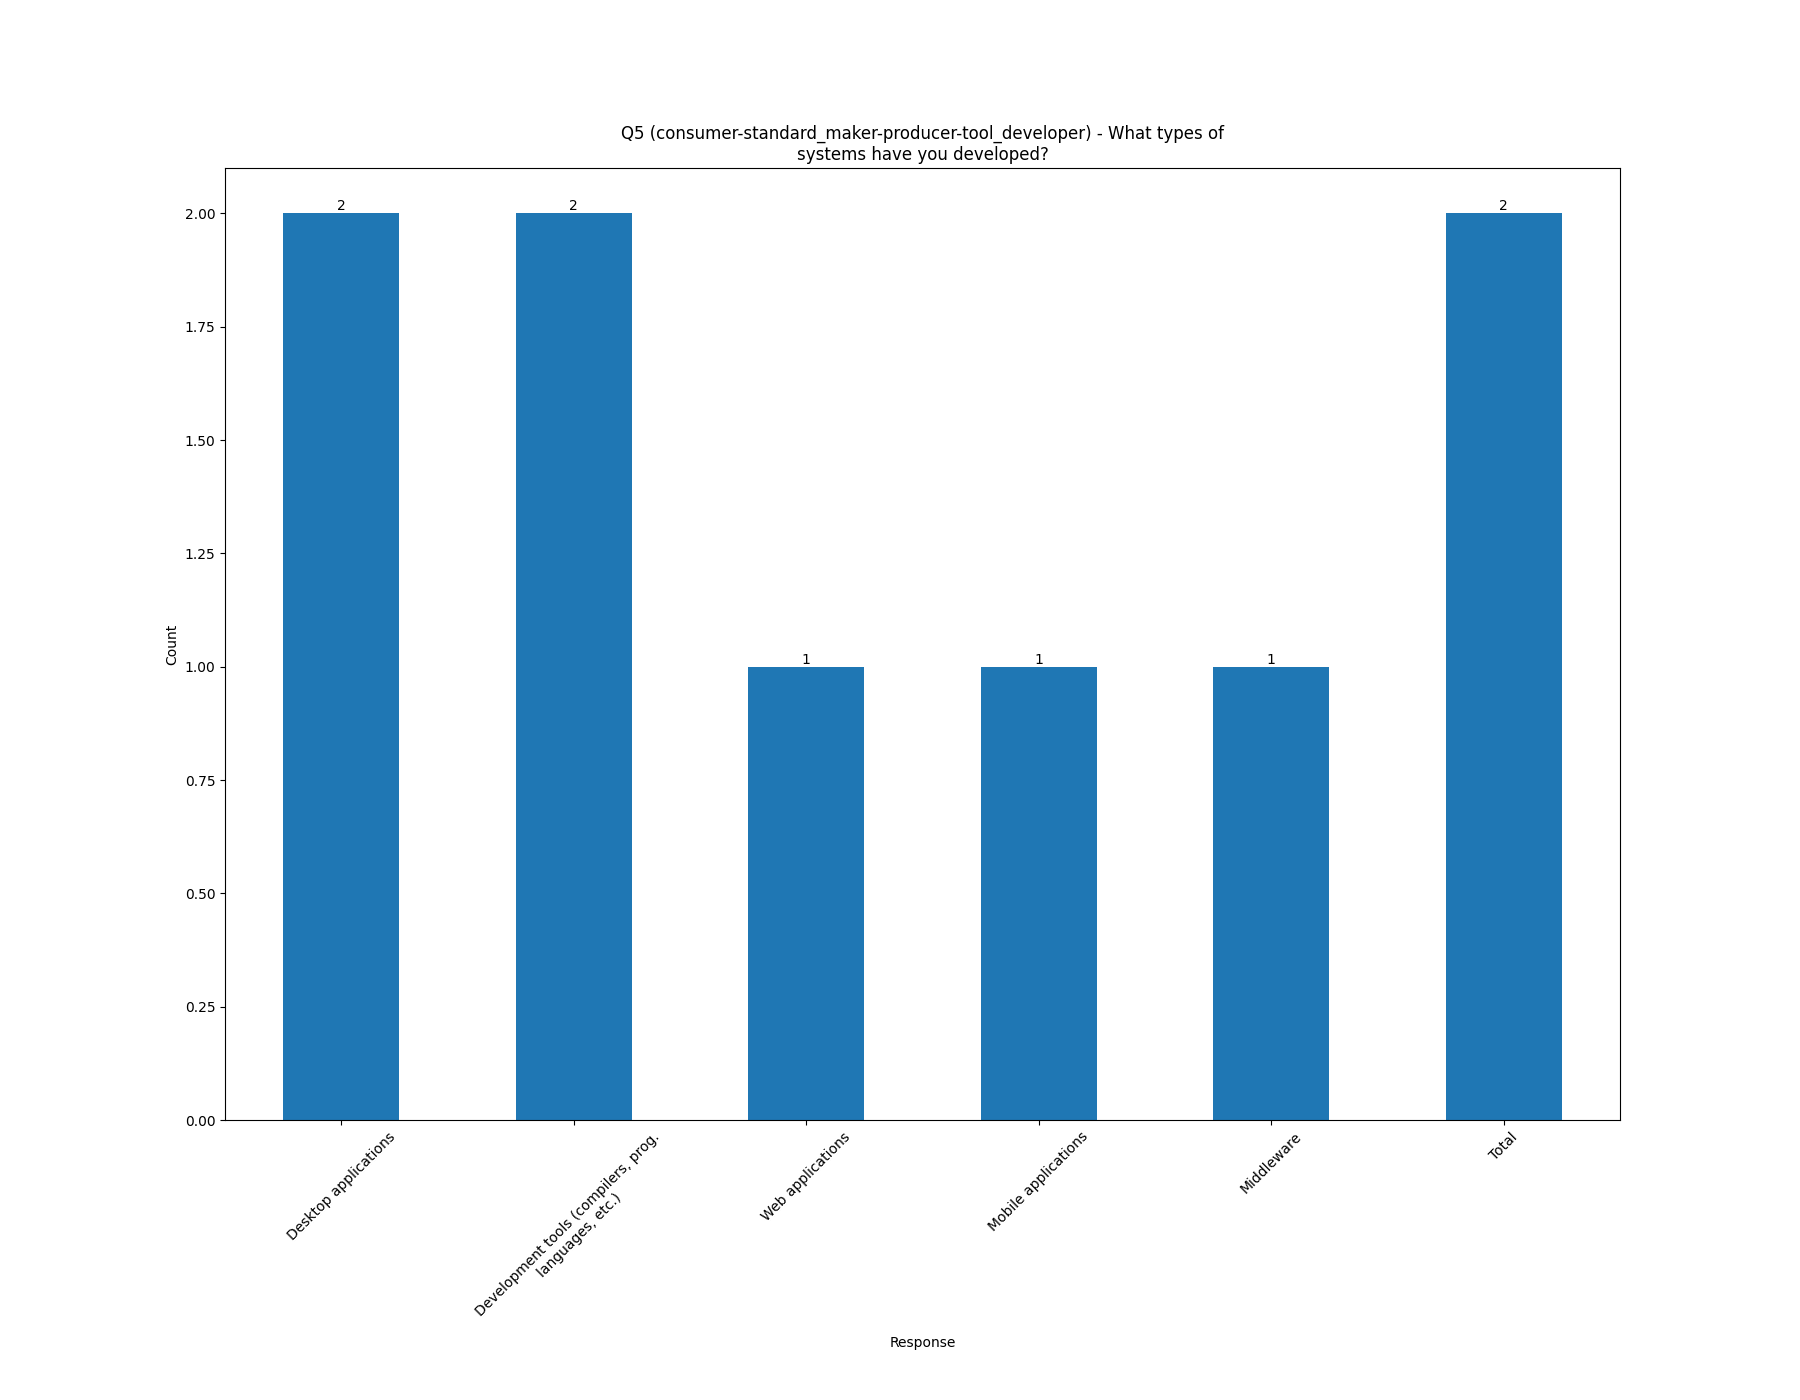 Q5 (consumer-standard_maker-producer-tool_developer) - What types of
systems have you developed?
2
2
1
1
1
2
2.00
1.75
1.50
1.25
1.00
0.75
0.50
0.25
0.00
Count
Desktop applications
Development tools (compilers, prog.
languages, etc.)
Web applications
Mobile applications
Middleware
Total
Response